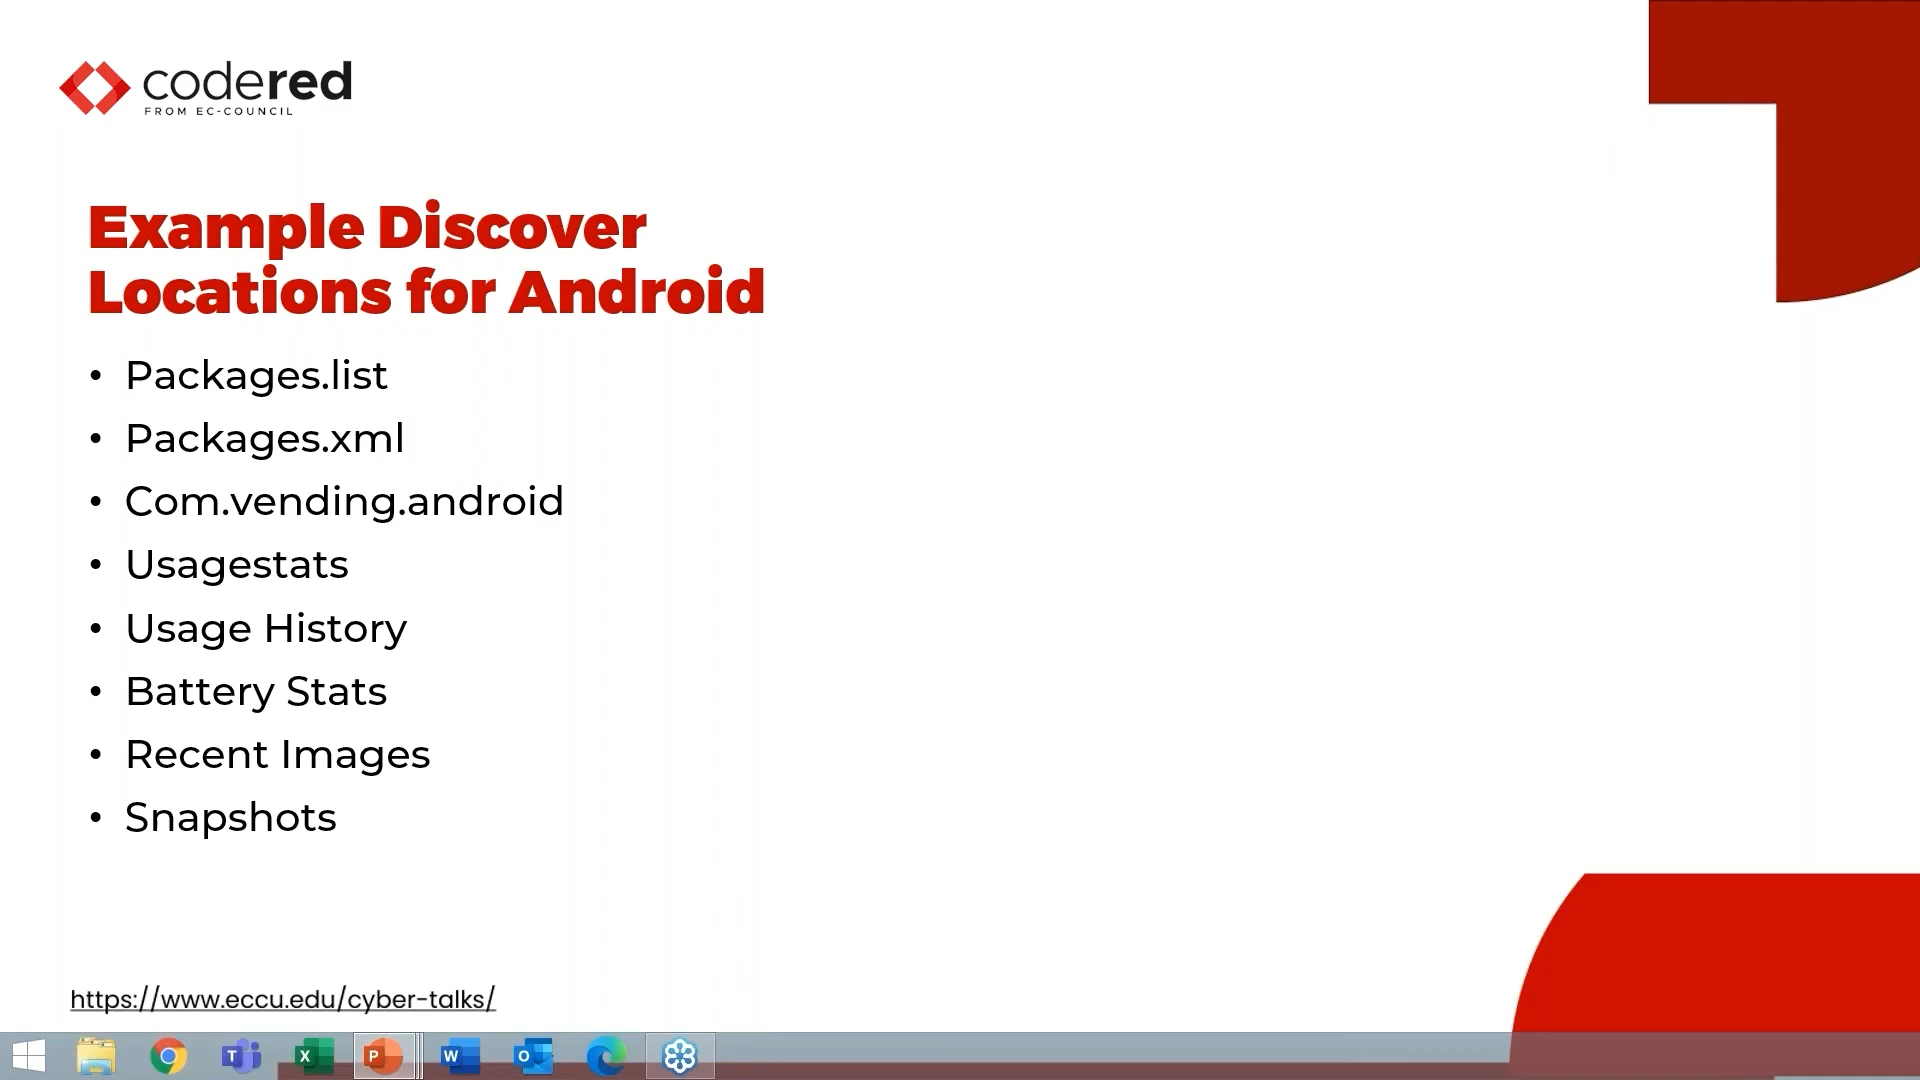 codered
FROM EC-COUNCIL
Example Discover
Locations for Android
• Packages.list
• Packages.xml
• Com.vending.android
• Usagestats
• Usage History
• Battery Stats
• Recent Images
• Snapshots
https://www.eccu.edu/cyber-talks/
T X P W O